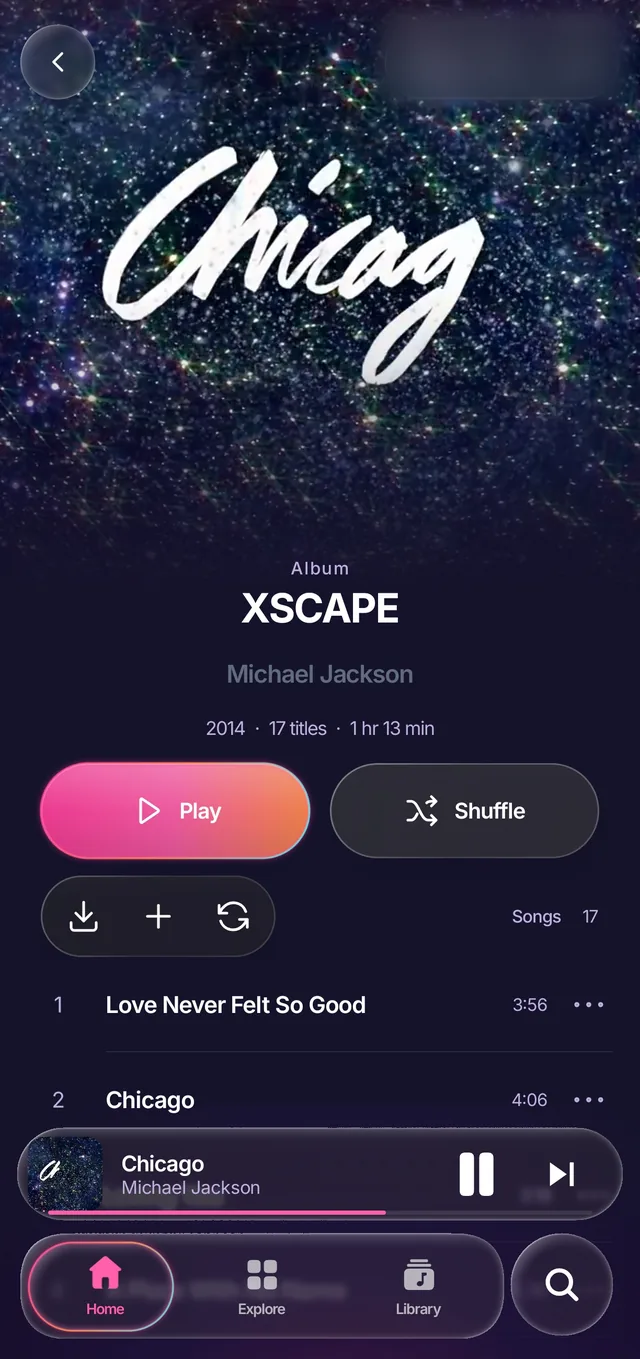 Chicag
Album
XSCAPE
Michael Jackson
2014 · 17 titles · 1 hr 13 min
Play
Shuffle
Songs 17
1 Love Never Felt So Good 3:56
2 Chicago 4:06
Chicago
Michael Jackson
Home
Explore
Library